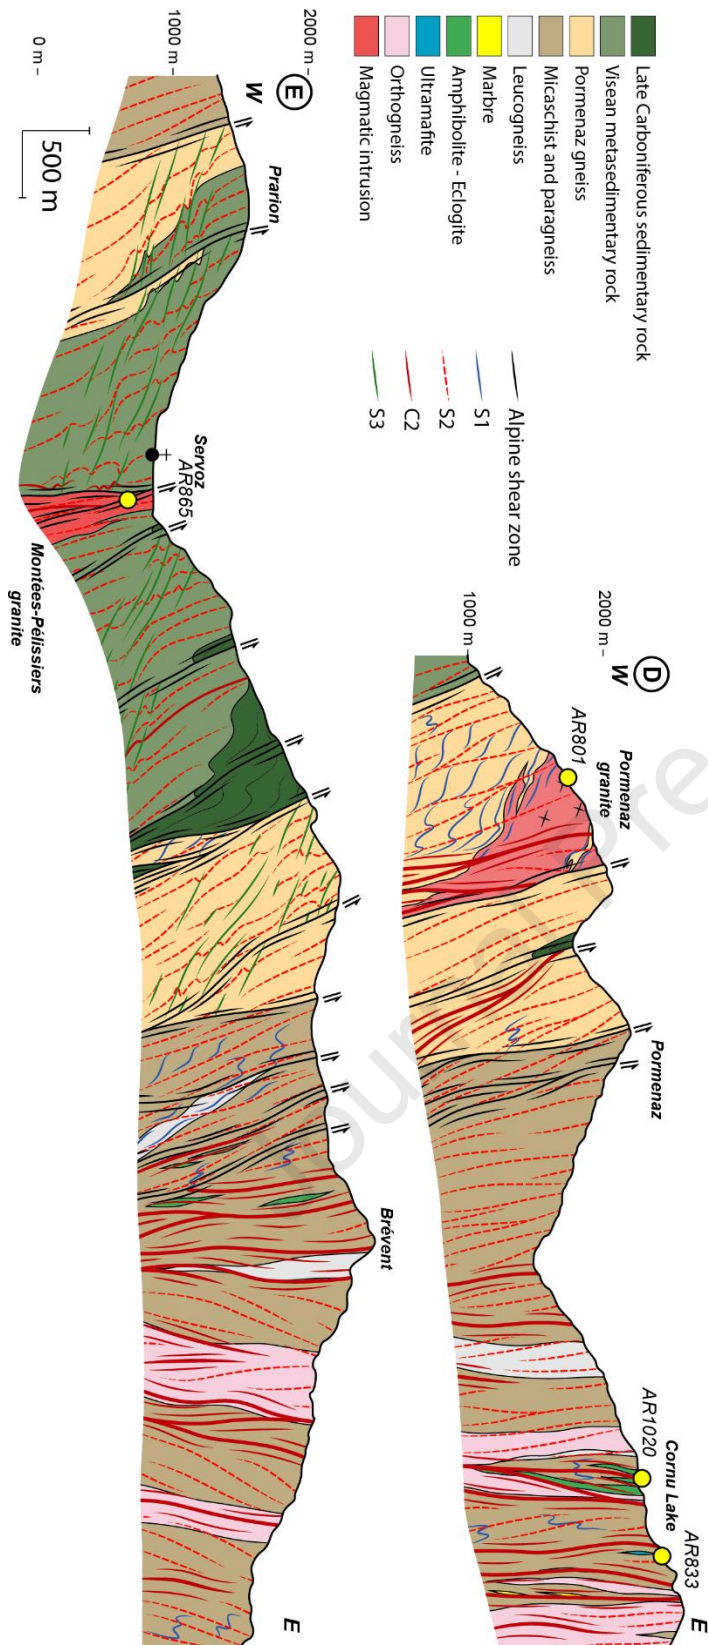 Late Carboniferous sedimentary rock
Visean metasedimentary rock
Pormenaz gneiss
Micaschist and paragneiss
Leucogneiss
Marbre
Amphibolite - Eclogite
Ultramafite
Orthogneiss
Magmatic intrusion
Alpine shear zone
S1
S2
C2
S3
D
W
2000 m
1000 m
AR801
Pormenaz
granite
Pormenaz
AR1020
Cornu Lake
AR833
E
E
W
2000 m
1000 m
0 m
500 m
Prarion
Servoz
AR865
Montées-Pélissiers
granite
Brévent
E
Journal Pre